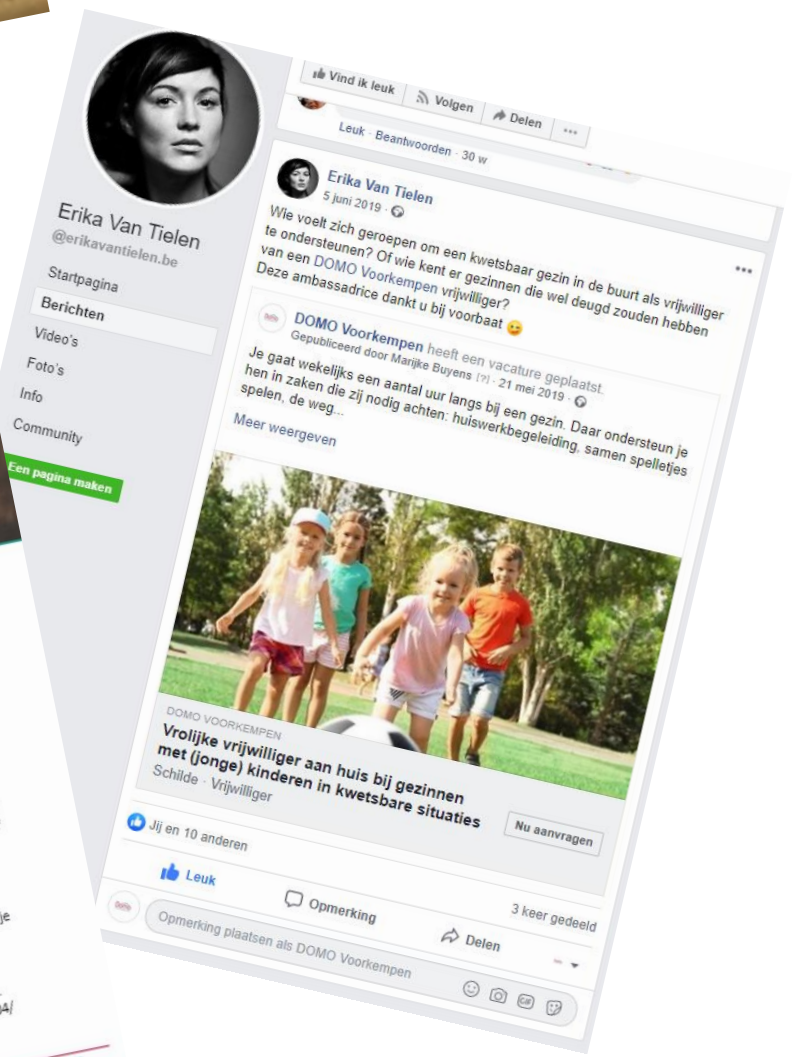 Vind ik leuk
Volgen
Delen
Leuk · Beantwoorden · 30 w
Erika Van Tielen
@erikavantielen.be
Startpagina
Berichten
Video's
Foto's
Info
Community
Een pagina maken
Erika Van Tielen
5 juni 2019 ·
Wie voelt zich geroepen om een kwetsbaar gezin in de buurt als vrijwilliger
te ondersteunen? Of wie kent er gezinnen die wel deugd zouden hebben
van een DOMO Voorkempen vrijwilliger?
Deze ambassadrice dankt u bij voorbaat 😉
DOMO Voorkempen heeft een vacature geplaatst.
Gepubliceerd door Marijke Buyens [?] · 21 mei 2019 ·
Je gaat wekelijks een aantal uur langs bij een gezin. Daar ondersteun je
hen in zaken die zij nodig achten: huiswerkbegeleiding, samen spelletjes
spelen, de weg...
Meer weergeven
DOMO VOORKEMPEN
Vrolijke vrijwilliger aan huis bij gezinnen
met (jonge) kinderen in kwetsbare situaties
Schilde · Vrijwilliger
Nu aanvragen
Jij en 10 anderen
3 keer gedeeld
Leuk
Opmerking
Delen
Opmerking plaatsen als DOMO Voorkempen
GIF
je